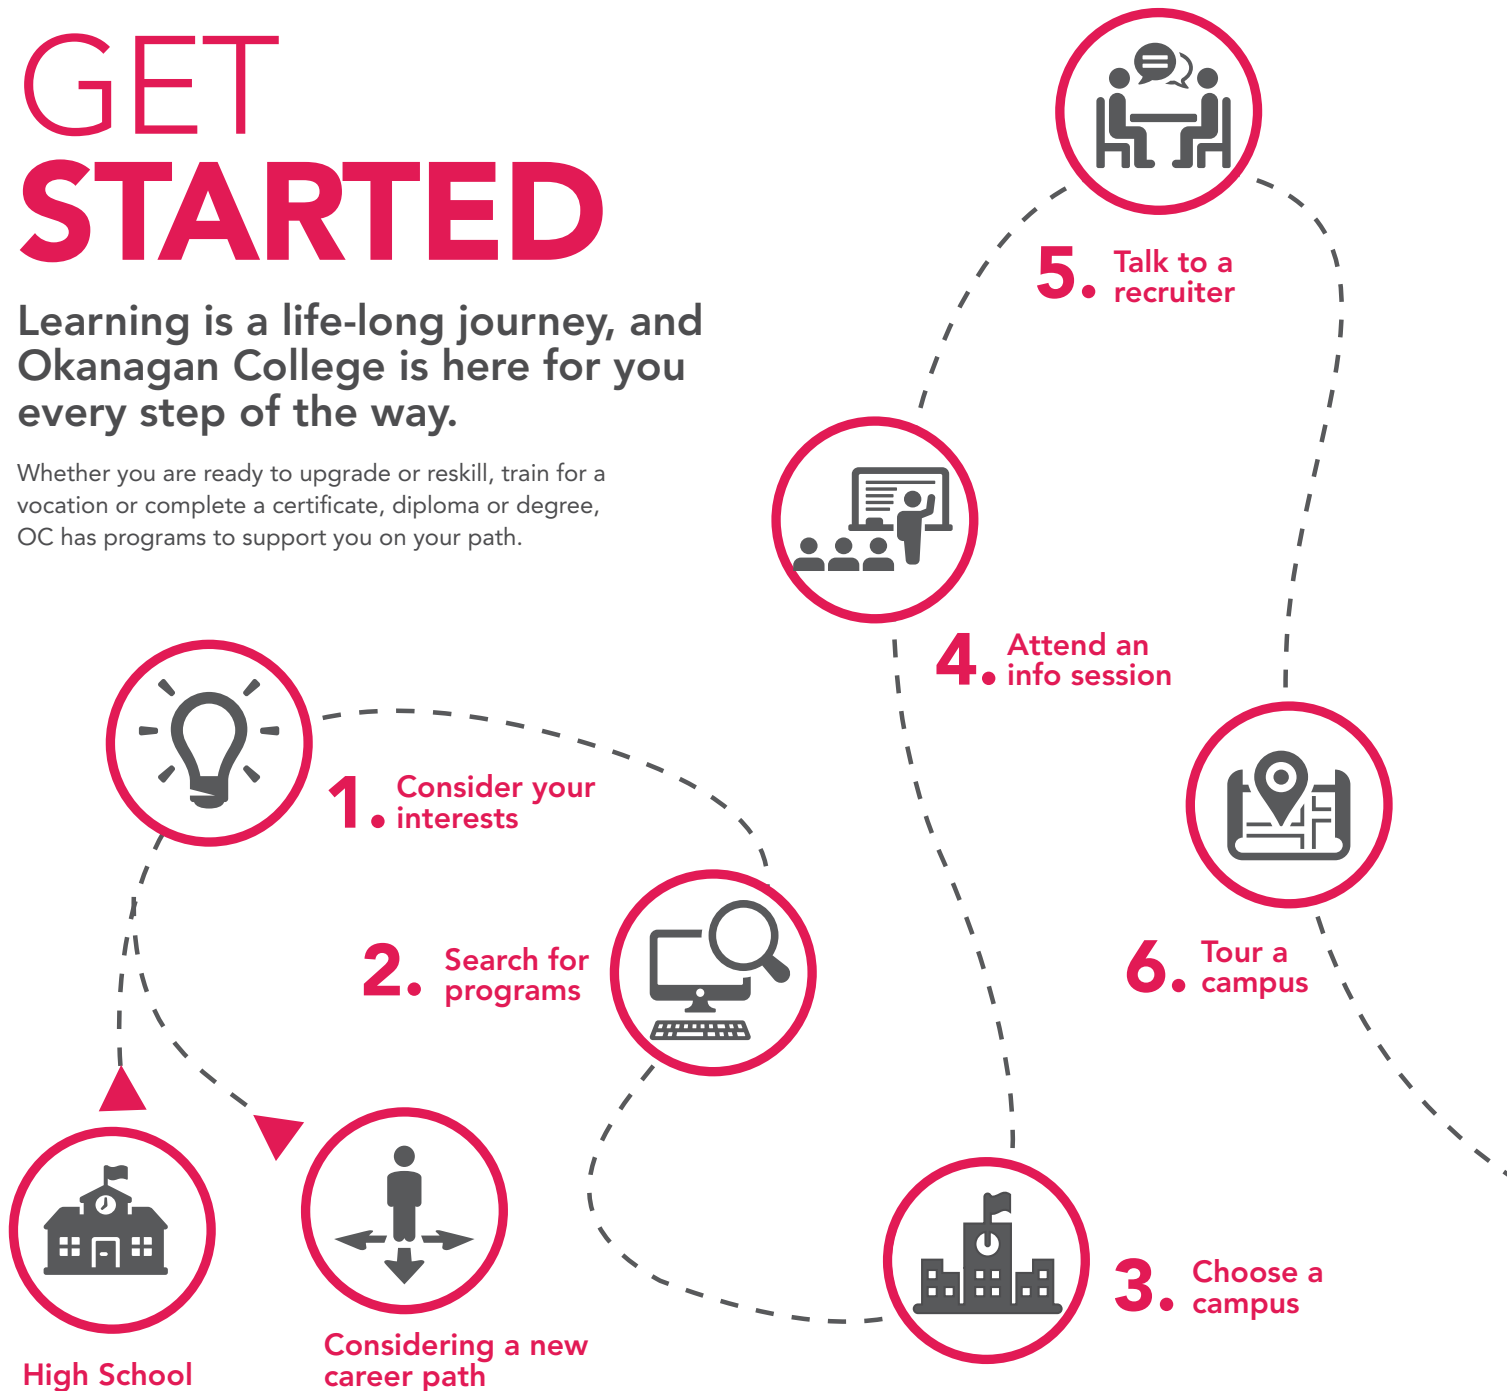 GET
STARTED
Learning is a life-long journey, and
Okanagan College is here for you
every step of the way.
Whether you are ready to upgrade or reskill, train for a
vocation or complete a certificate, diploma or degree,
OC has programs to support you on your path.
1. Consider your
interests
2. Search for
programs
3. Choose a
campus
4. Attend an
info session
5. Talk to a
recruiter
6. Tour a
campus
High School
Considering a new
career path